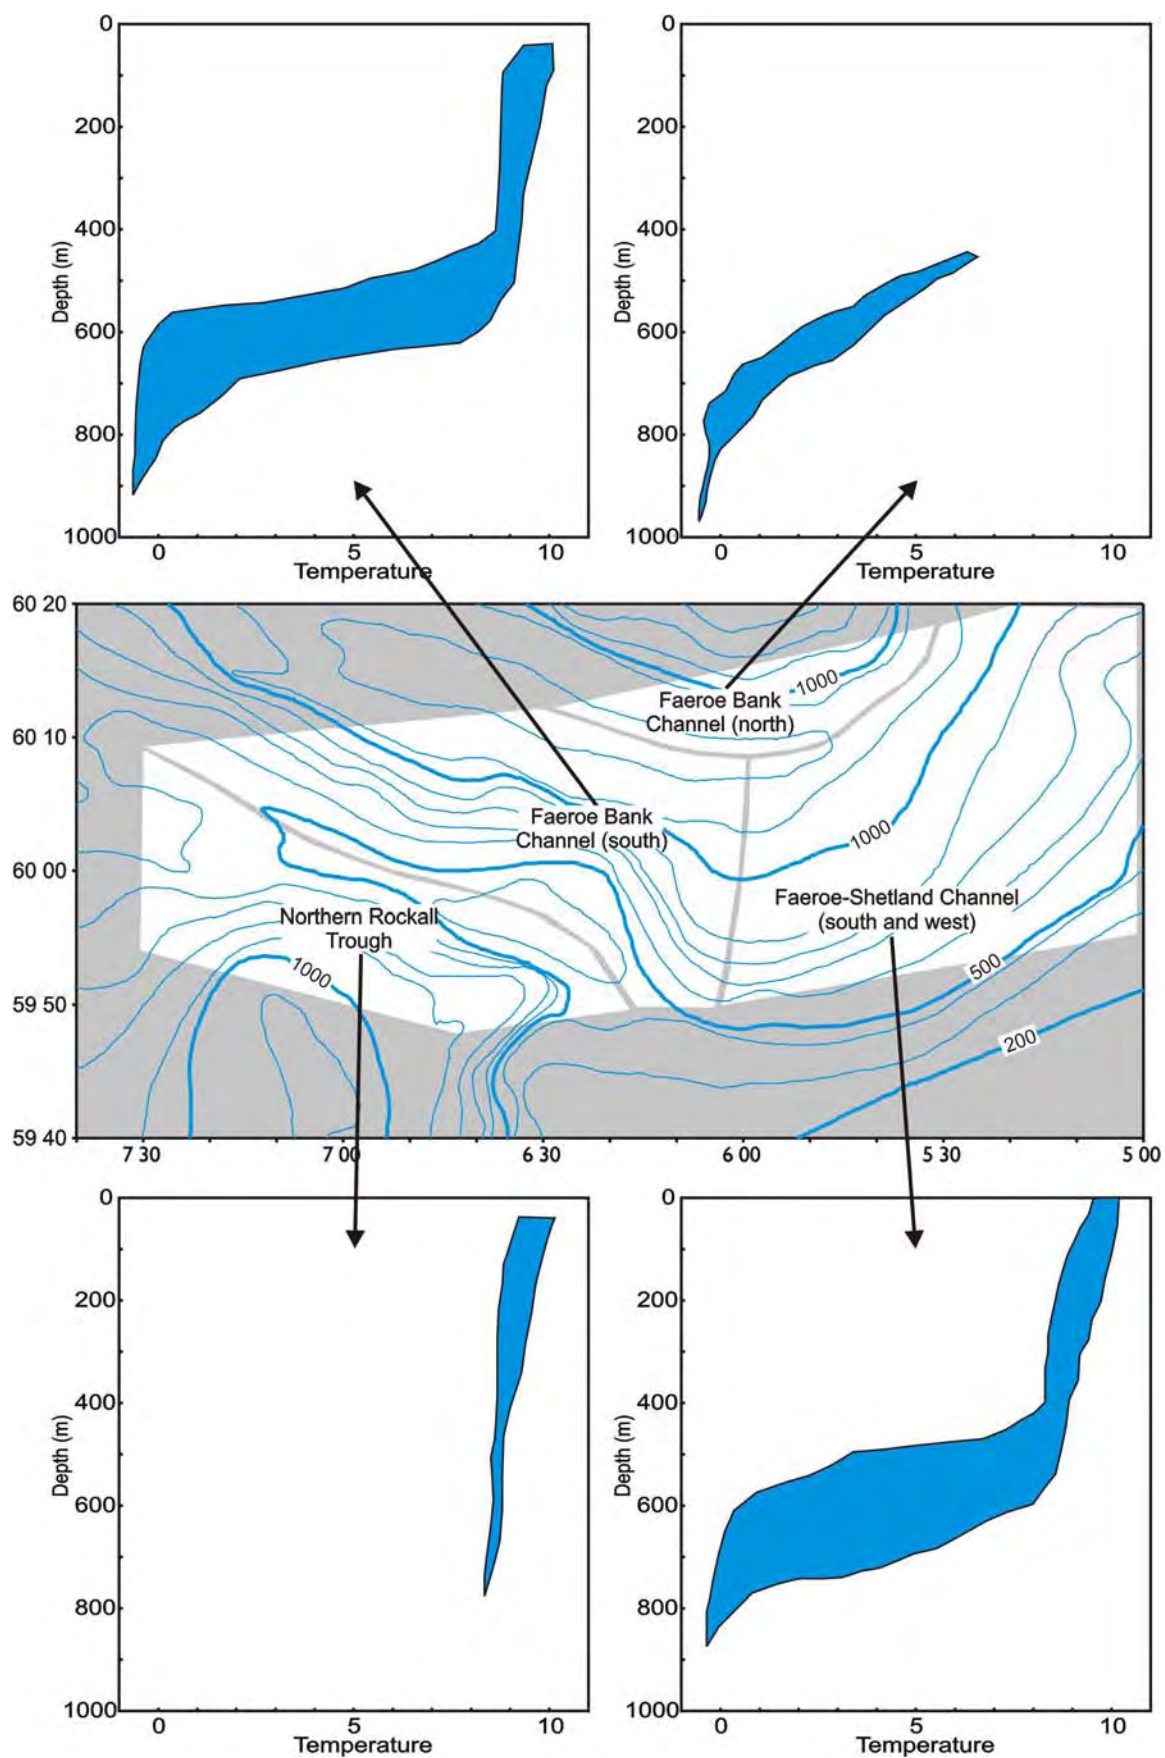 0
200
400
600
800
1000
Depth (m)
0 5 10
Temperature
0
200
400
600
800
1000
Depth (m)
0 5 10
Temperature
60 20
60 10
60 00
59 50
59 40
1000
Faeroe Bank
Channel (north)
Faeroe Bank
Channel (south)
1000
Faeroe-Shetland Channel
(south and west)
Northern Rockall
Trough
1000
500
200
7 30 7 00 6 30 6 00 5 30 5 00
0
200
400
600
800
1000
Depth (m)
0 5 10
Temperature
0
200
400
600
800
1000
Depth (m)
0 5 10
Temperature